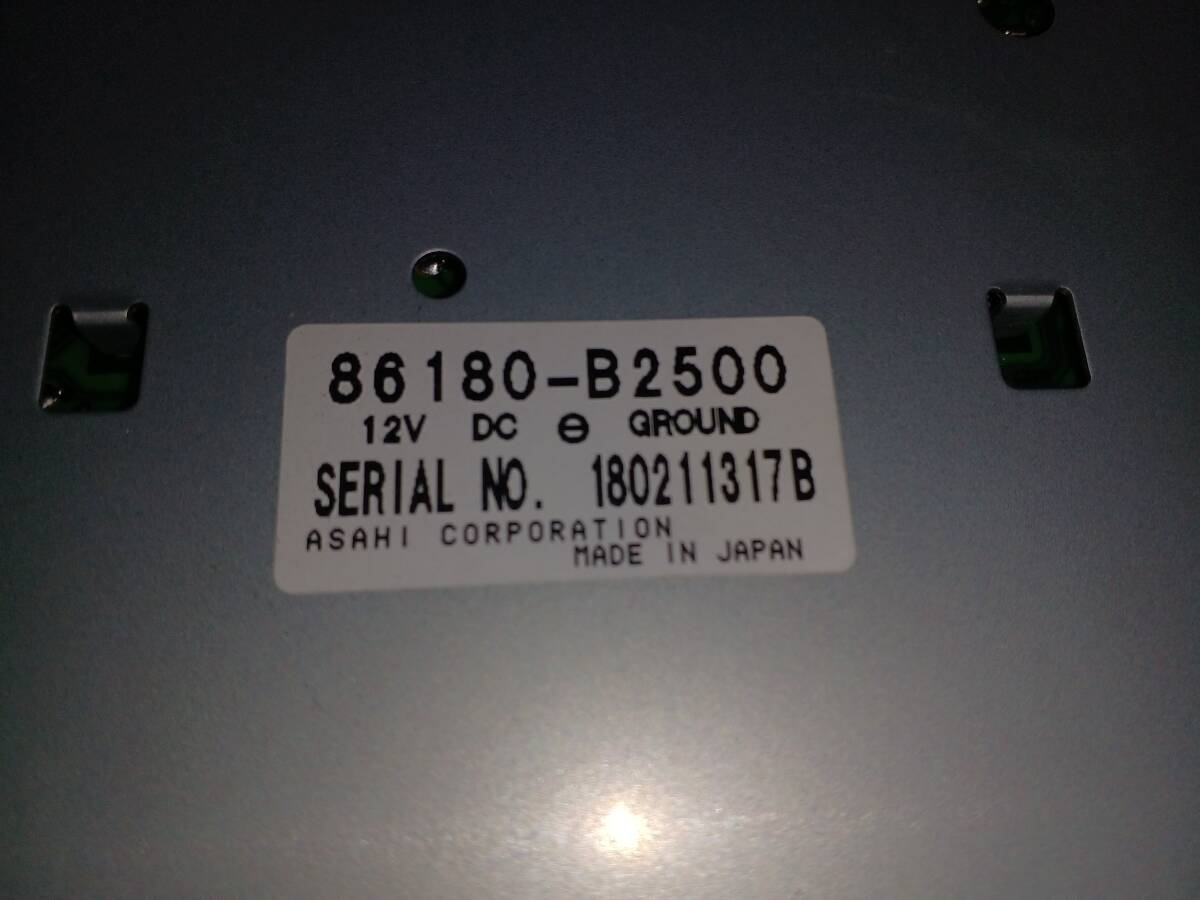 86180-B2500
12V DC ⊖ GROUND
SERIAL NO. 180211317B
ASAHI CORPORATION
MADE IN JAPAN